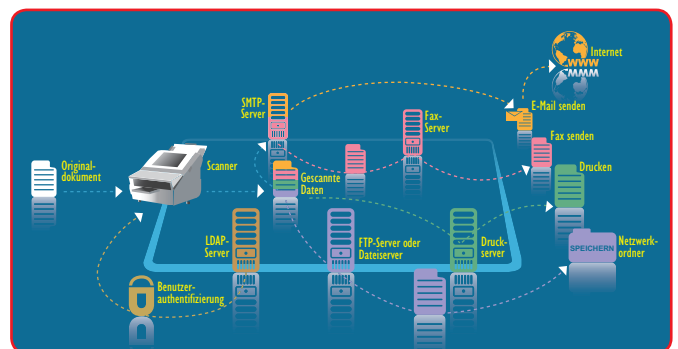 Internet
WWW
SMTP-
Server
E-Mail senden
Fax-
Server
Fax senden
Original-
dokument
Scanner
Gescannte
Daten
Drucken
LDAP-
Server
FTP-Server oder
Dateiserver
Druck-
server
SPEICHERN
Netzwerk-
ordner
Benutzer-
authentifizierung